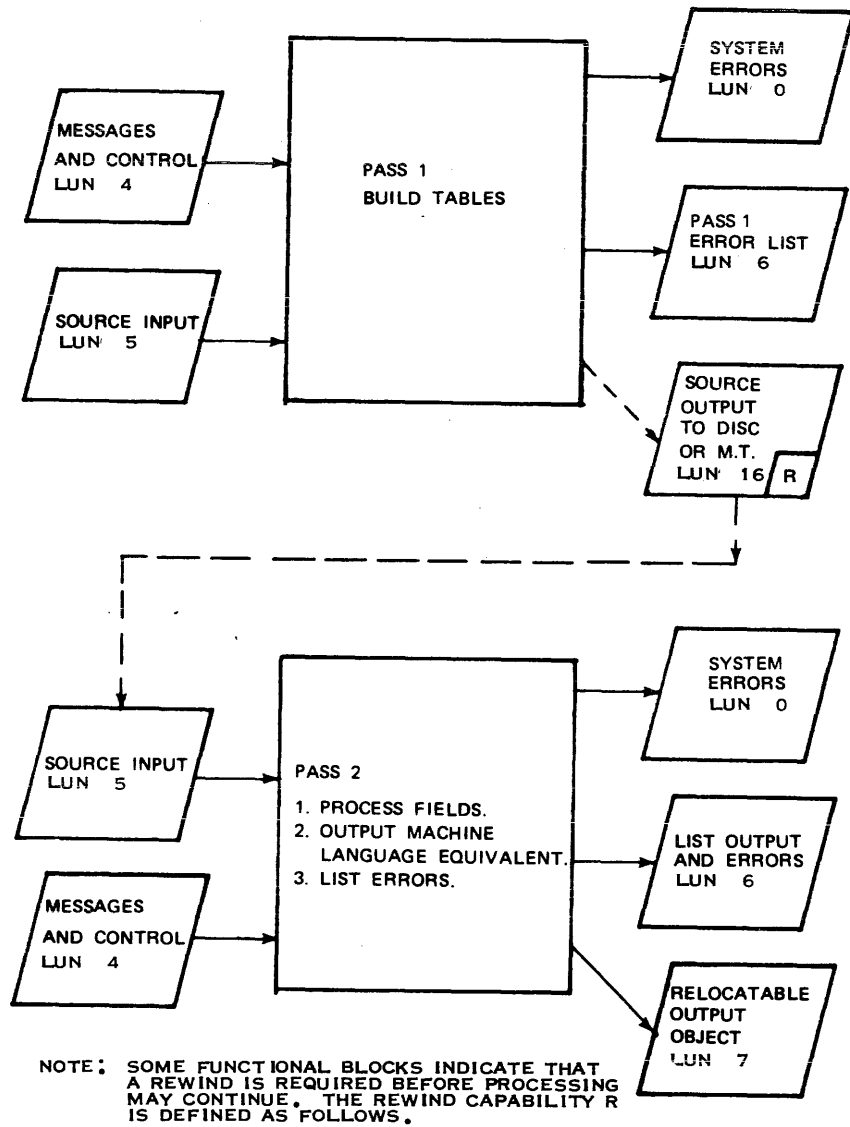 SYSTEM
ERRORS
LUN 0
MESSAGES
AND CONTROL
LUN 4
PASS 1
BUILD TABLES
PASS 1
ERROR LIST
LUN 6
SOURCE INPUT
LUN 5
SOURCE
OUTPUT
TO DISC
OR M.T.
LUN 16
R
SYSTEM
ERRORS
LUN 0
SOURCE INPUT
LUN 5
PASS 2
1. PROCESS FIELDS.
2. OUTPUT MACHINE
LANGUAGE EQUIVALENT.
3. LIST ERRORS.
LIST OUTPUT
AND ERRORS
LUN 6
MESSAGES
AND CONTROL
LUN 4
RELOCATABLE
OUTPUT
OBJECT
LUN 7
NOTE: SOME FUNCTIONAL BLOCKS INDICATE THAT
A REWIND IS REQUIRED BEFORE PROCESSING
MAY CONTINUE. THE REWIND CAPABILITY R
IS DEFINED AS FOLLOWS.